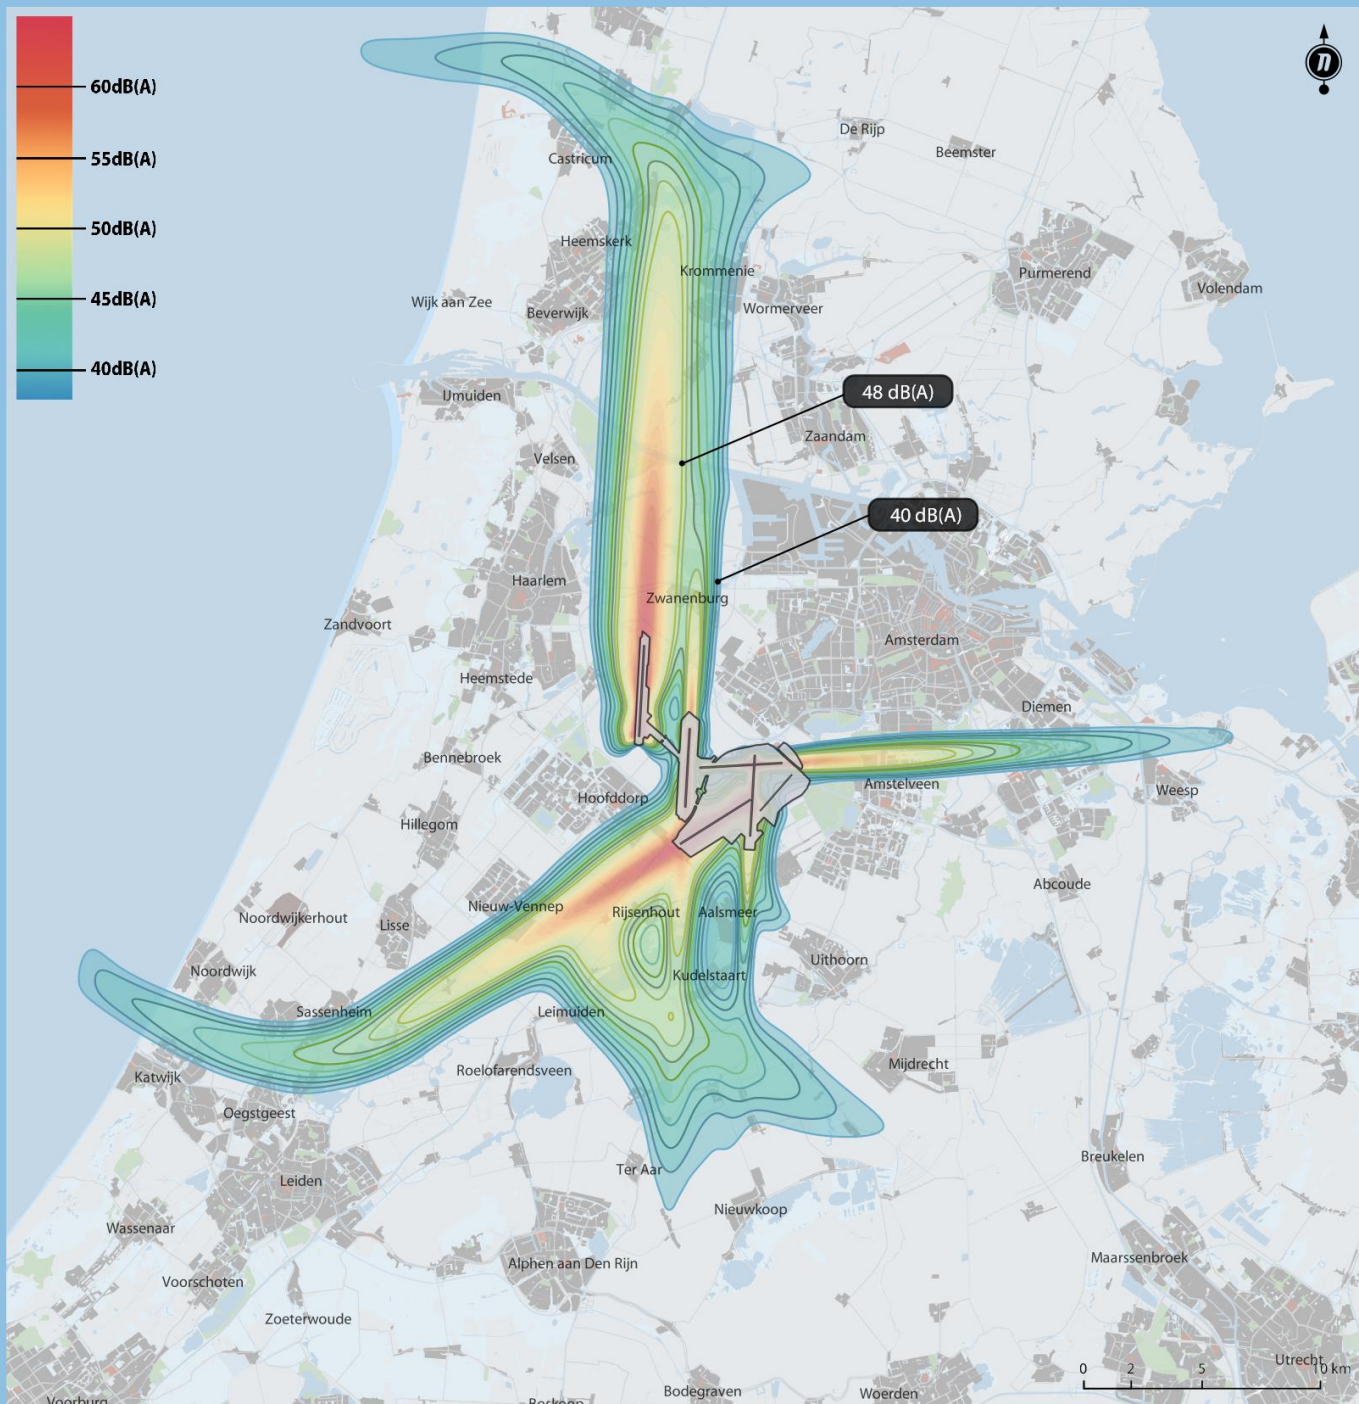 60dB(A)
55dB(A)
50dB(A)
45dB(A)
40dB(A)
n
De Rijp
Beemster
Castricum
Heemskerk
Krommenie
Purmerend
Volendam
Wijk aan Zee
Beverwijk
Wormerveer
48 dB(A)
IJmuiden
Zaandam
Velsen
40 dB(A)
Haarlem
Zwanenburg
Zandvoort
Amsterdam
Heemstede
Diemen
Bennebroek
Hoofddorp
Amstelveen
Weesp
Hillegom
Abcoude
Nieuw-Vennep
Rijsenhout
Aalsmeer
Noordwijkerhout
Lisse
Uithoorn
Noordwijk
Kudelstaart
Sassenheim
Leimuiden
Mijdrecht
Katwijk
Roelofarendsveen
Oegstgeest
Breukelen
Ter Aar
Leiden
Nieuwkoop
Wassenaar
Maarssenbroek
Alphen aan Den Rijn
Voorschoten
Zoeterwoude
Utrecht
0 2 5 10 km
Bodegraven
Woerden
Voorburg
Boskoop